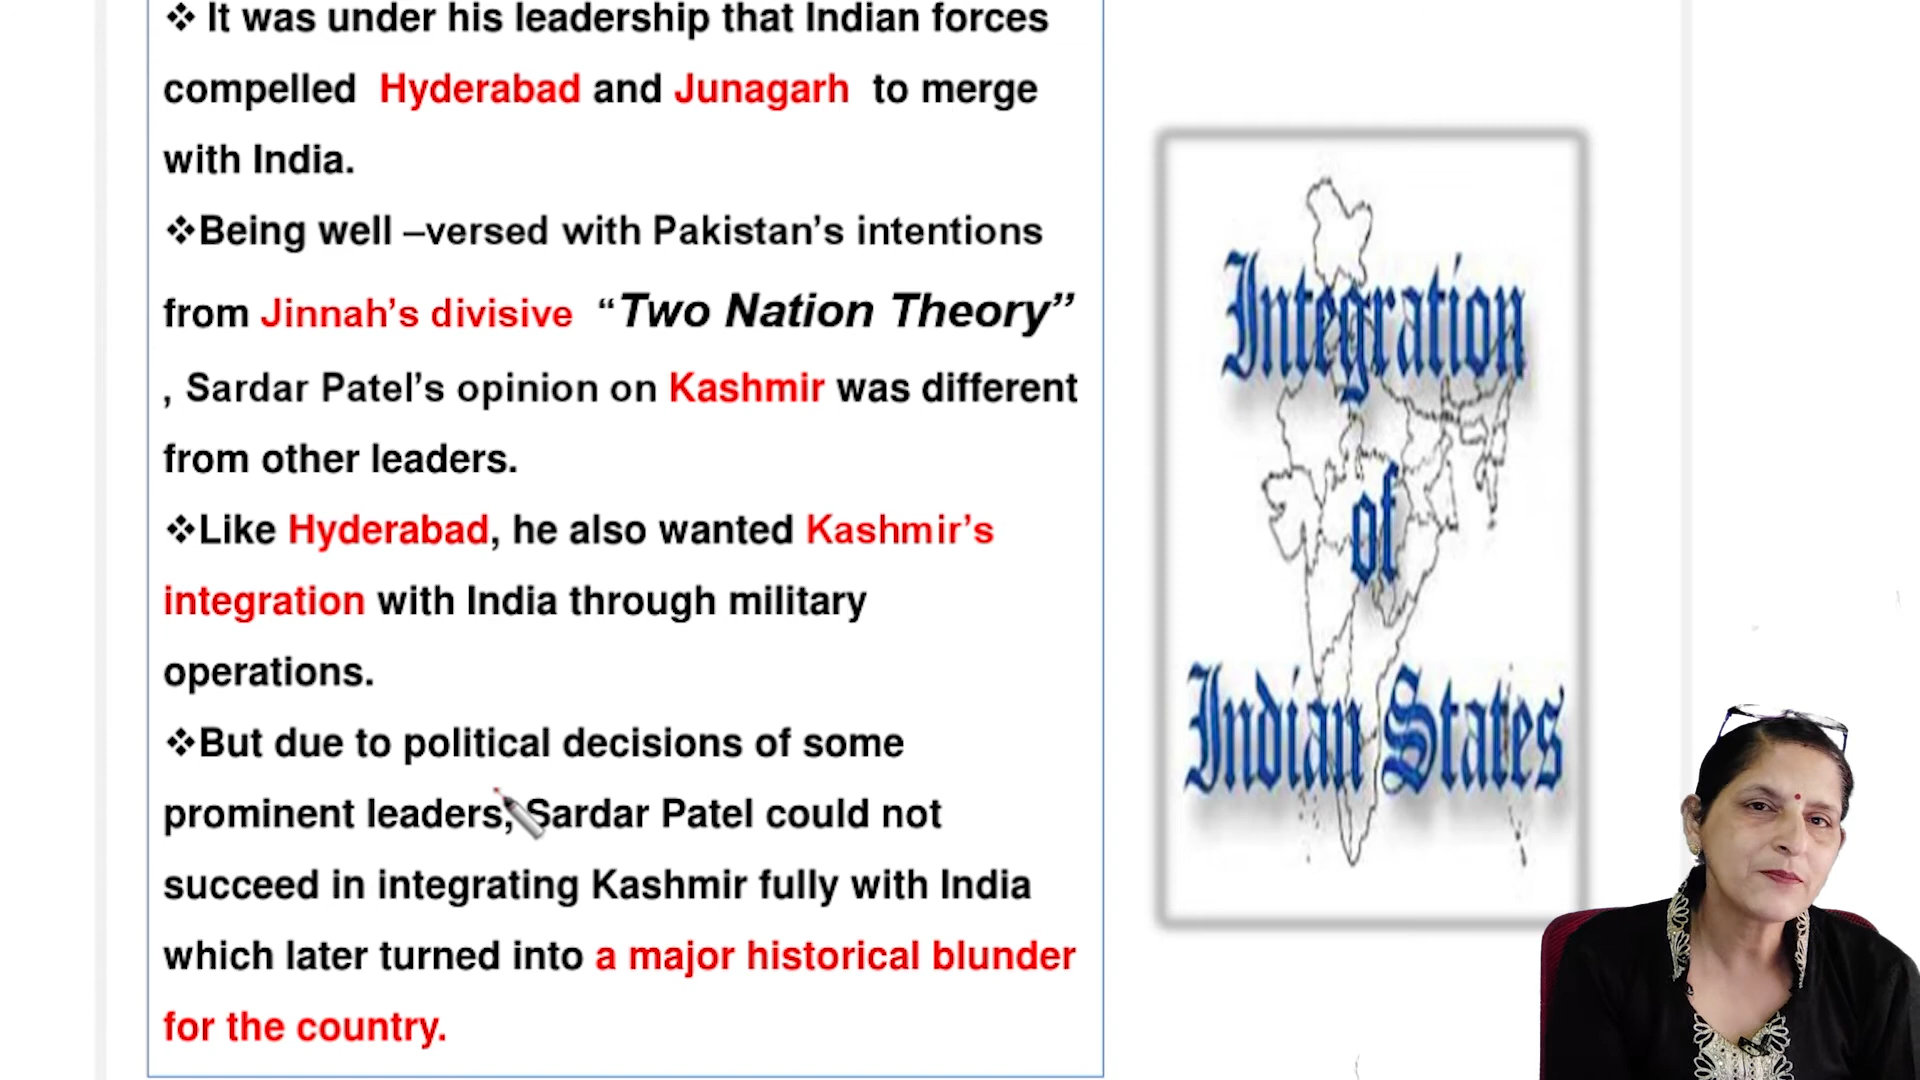 ❖ It was under his leadership that Indian forces
compelled Hyderabad and Junagarh to merge
with India.
❖Being well –versed with Pakistan’s intentions
from Jinnah’s divisive “Two Nation Theory”
, Sardar Patel’s opinion on Kashmir was different
from other leaders.
❖Like Hyderabad, he also wanted Kashmir’s
integration with India through military
operations.
❖But due to political decisions of some
prominent leaders, Sardar Patel could not
succeed in integrating Kashmir fully with India
which later turned into a major historical blunder
for the country.
Integration
of
Indian States